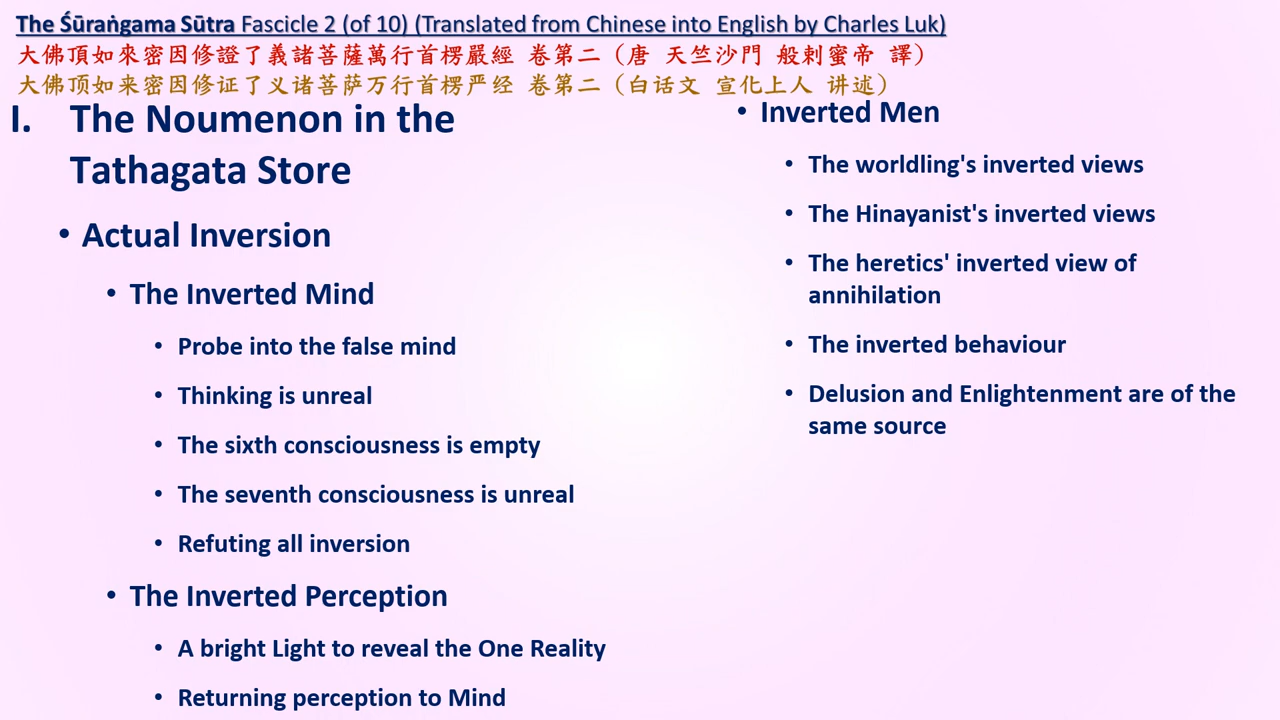 The Śūraṅgama Sūtra Fascicle 2 (of 10) (Translated from Chinese into English by Charles Luk)
大佛頂如來密因修證了義諸菩薩萬行首楞嚴經 卷第二（唐 天竺沙門 般剌蜜帝 譯）
大佛顶如来密因修证了义诸菩萨万行首楞严经 卷第二（白话文 宣化上人 讲述）
I. The Noumenon in the
Tathagata Store
• Actual Inversion
• The Inverted Mind
• Probe into the false mind
• Thinking is unreal
• The sixth consciousness is empty
• The seventh consciousness is unreal
• Refuting all inversion
• The Inverted Perception
• A bright Light to reveal the One Reality
• Returning perception to Mind
• Inverted Men
• The worldling's inverted views
• The Hinayanist's inverted views
• The heretics' inverted view of
annihilation
• The inverted behaviour
• Delusion and Enlightenment are of the
same source